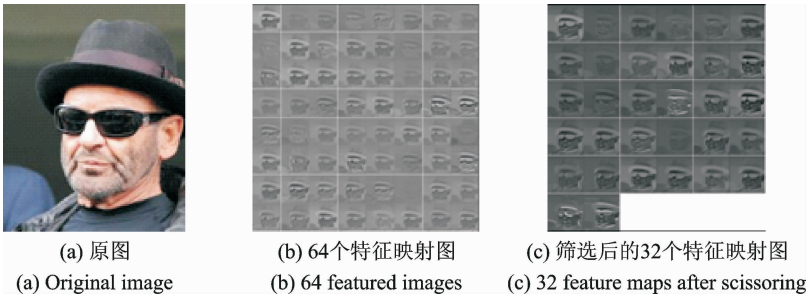 (a) 原图
(b) 64个特征映射图
(c) 筛选后的32个特征映射图
(a) Original image
(b) 64 featured images
(c) 32 feature maps after scissoring